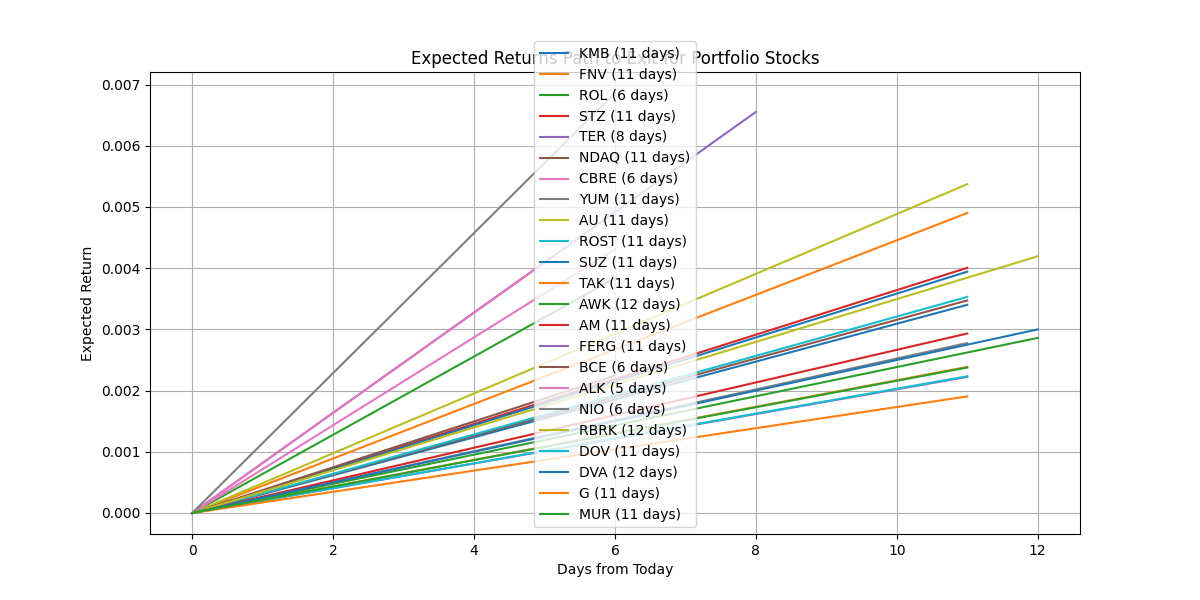 Expected Returns Path to Exit for Portfolio Stocks
KMB (11 days)
FNV (11 days)
ROL (6 days)
STZ (11 days)
TER (8 days)
NDAQ (11 days)
CBRE (6 days)
YUM (11 days)
AU (11 days)
ROST (11 days)
SUZ (11 days)
TAK (11 days)
AWK (12 days)
AM (11 days)
FERG (11 days)
BCE (6 days)
ALK (5 days)
NIO (6 days)
RBRK (12 days)
DOV (11 days)
DVA (12 days)
G (11 days)
MUR (11 days)
Expected Return
0.007
0.006
0.005
0.004
0.003
0.002
0.001
0.000
0 2 4 6 8 10 12
Days from Today